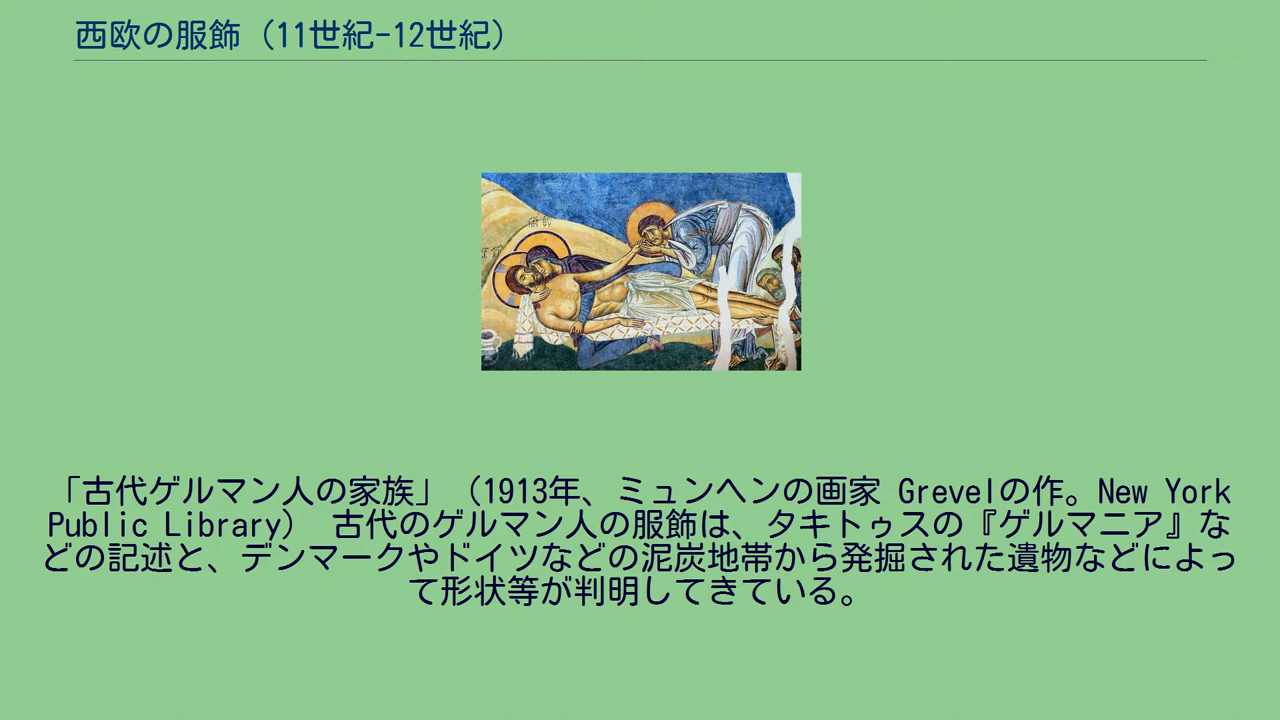 西欧の服飾（11世紀-12世紀）
「古代ゲルマン人の家族」（1913年、ミュンヘンの画家 Grevelの作。New York
Public Library） 古代のゲルマン人の服飾は、タキトゥスの『ゲルマニア』な
どの記述と、デンマークやドイツなどの泥炭地帯から発掘された遺物などによっ
て形状等が判明してきている。